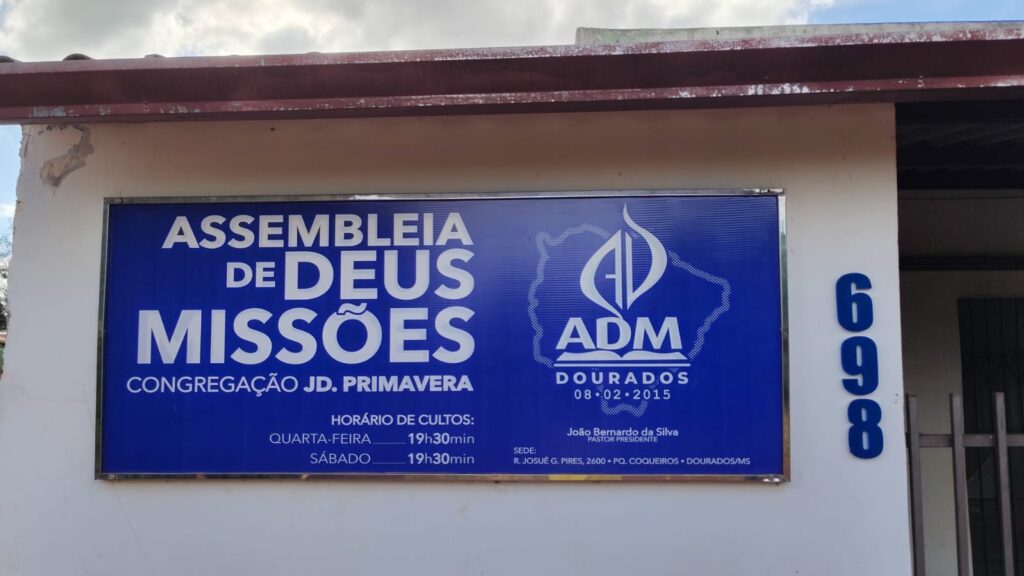 ASSEMBLEIA
DE DEUS
MISSÕES
CONGREGAÇÃO JD. PRIMAVERA
HORÁRIO DE CULTOS:
QUARTA-FEIRA 19h30min
SÁBADO 19h30min
AD
ADM
DOURADOS
08•02•2015
João Bernardo da Silva
PASTOR PRESIDENTE
SEDE:
R. JOSUÉ G. PIRES, 2600 • PQ. COQUEIROS • DOURADOS/MS
698